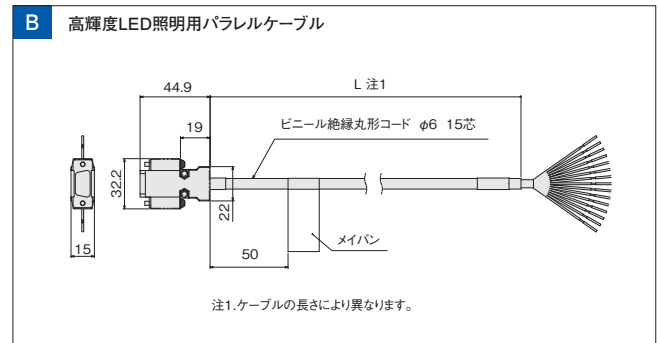 B 高輝度LED照明用パラレルケーブル
44.9
L 注1
19
ビニール絶縁丸形コード φ6 15芯
32.2
22
15
50
メイバン
注1.ケーブルの長さにより異なります。